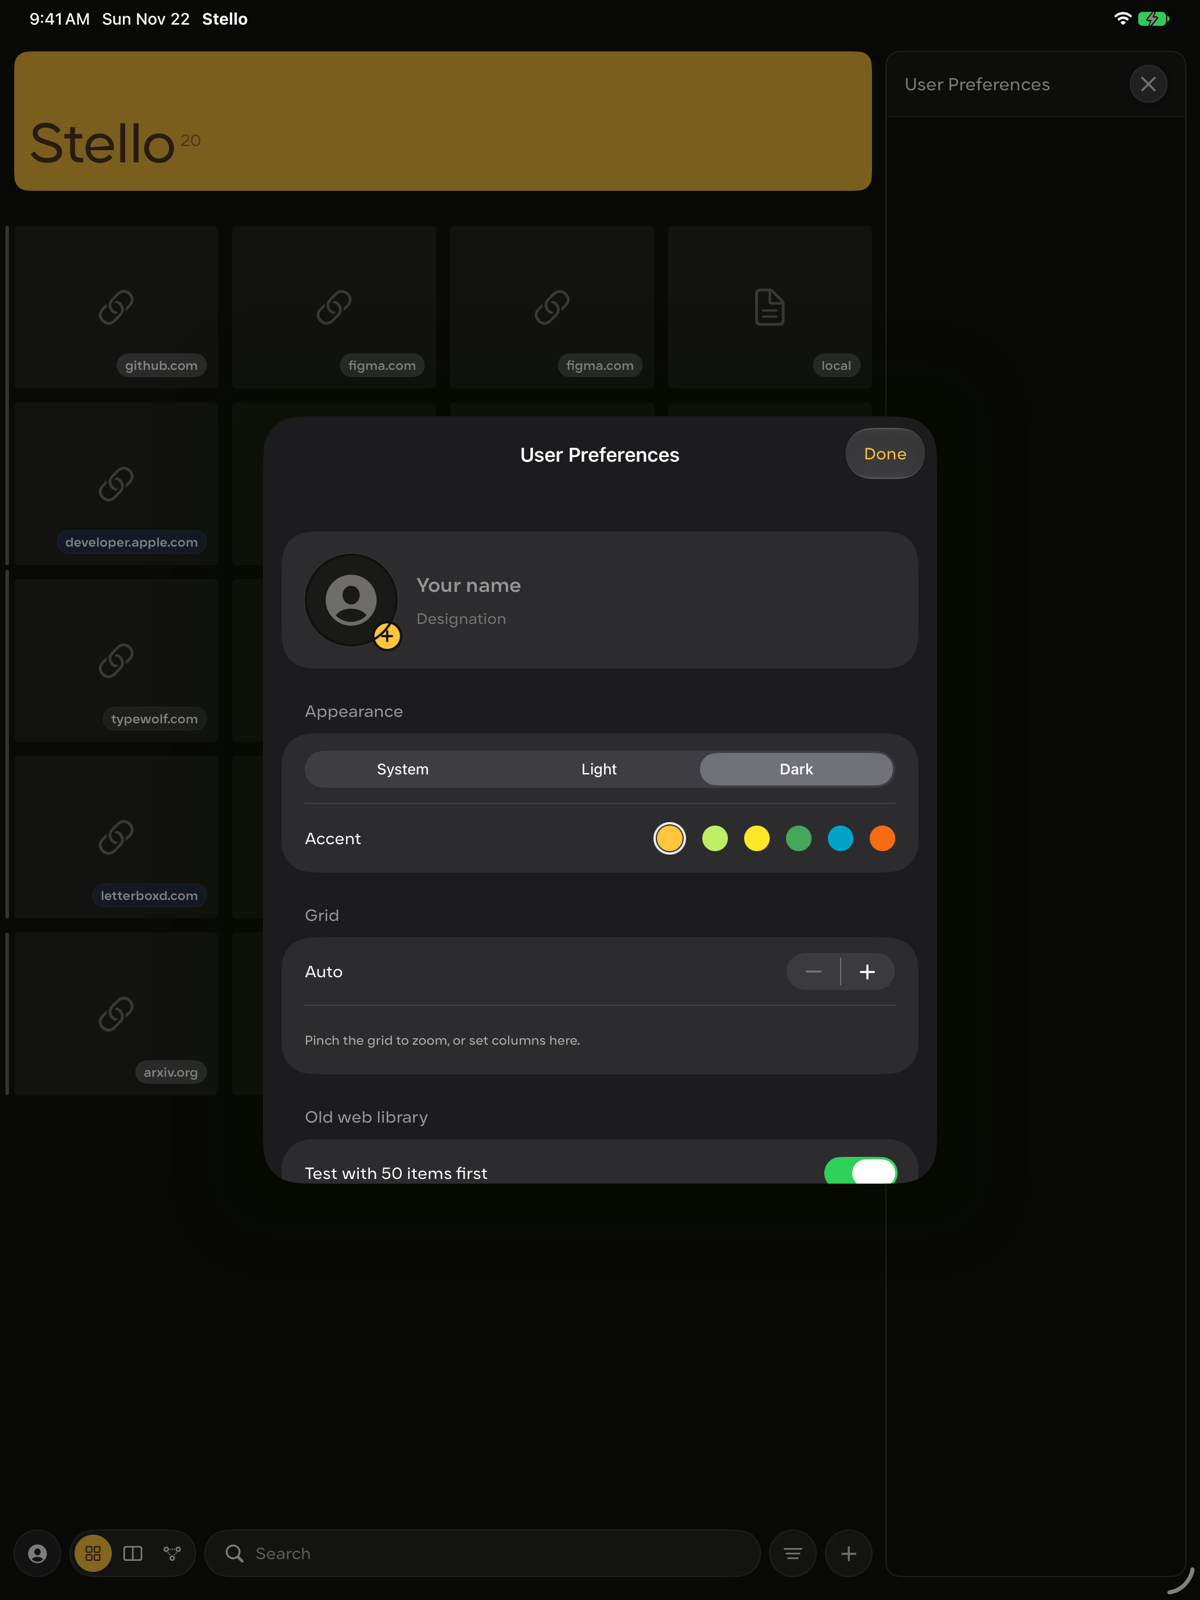 9:41 AM Sun Nov 22 Stello
Stello 20
User Preferences
github.com
figma.com
figma.com
local
developer.apple.com
typewolf.com
letterboxd.com
arxiv.org
User Preferences
Done
Your name
Designation
Appearance
System Light Dark
Accent
Grid
Auto
Pinch the grid to zoom, or set columns here.
Old web library
Test with 50 items first
Search